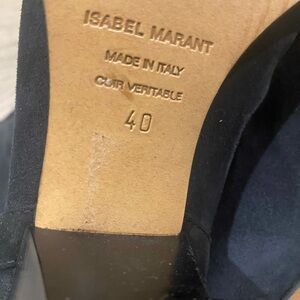 ISABEL MARANT
MADE IN ITALY
CUIR VERITABLE
40